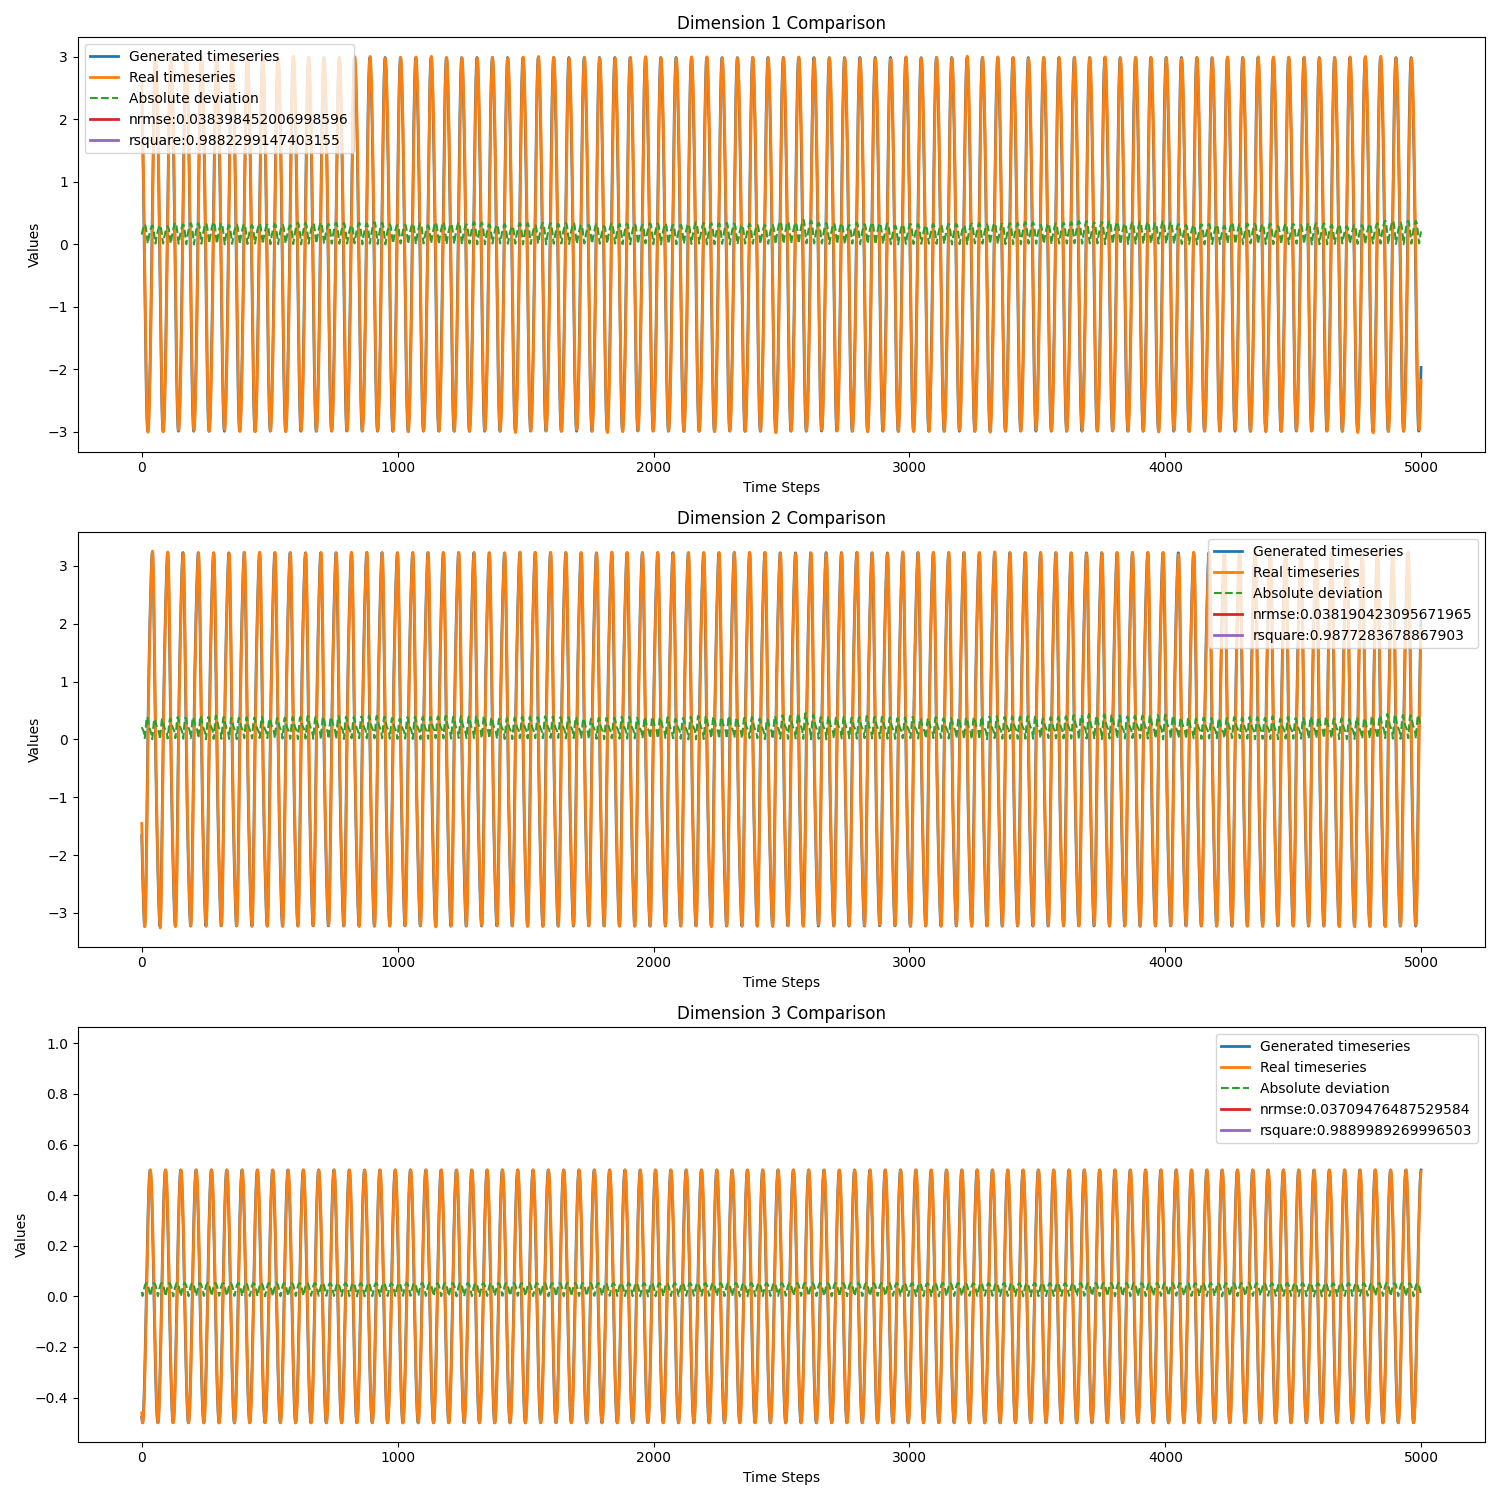 Dimension 1 Comparison
Generated timeseries
Real timeseries
Absolute deviation
nrmse:0.038398452006998596
rsquare:0.9882299147403155
3
2
1
0
−1
−2
−3
Values
0 1000 2000 3000 4000 5000
Time Steps
Dimension 2 Comparison
Generated timeseries
Real timeseries
Absolute deviation
nrmse:0.038190423095671965
rsquare:0.9877283678867903
3
2
1
0
−1
−2
−3
Values
0 1000 2000 3000 4000 5000
Time Steps
Dimension 3 Comparison
Generated timeseries
Real timeseries
Absolute deviation
nrmse:0.03709476487529584
rsquare:0.9889989269996503
1.0
0.8
0.6
0.4
0.2
0.0
−0.2
−0.4
Values
0 1000 2000 3000 4000 5000
Time Steps